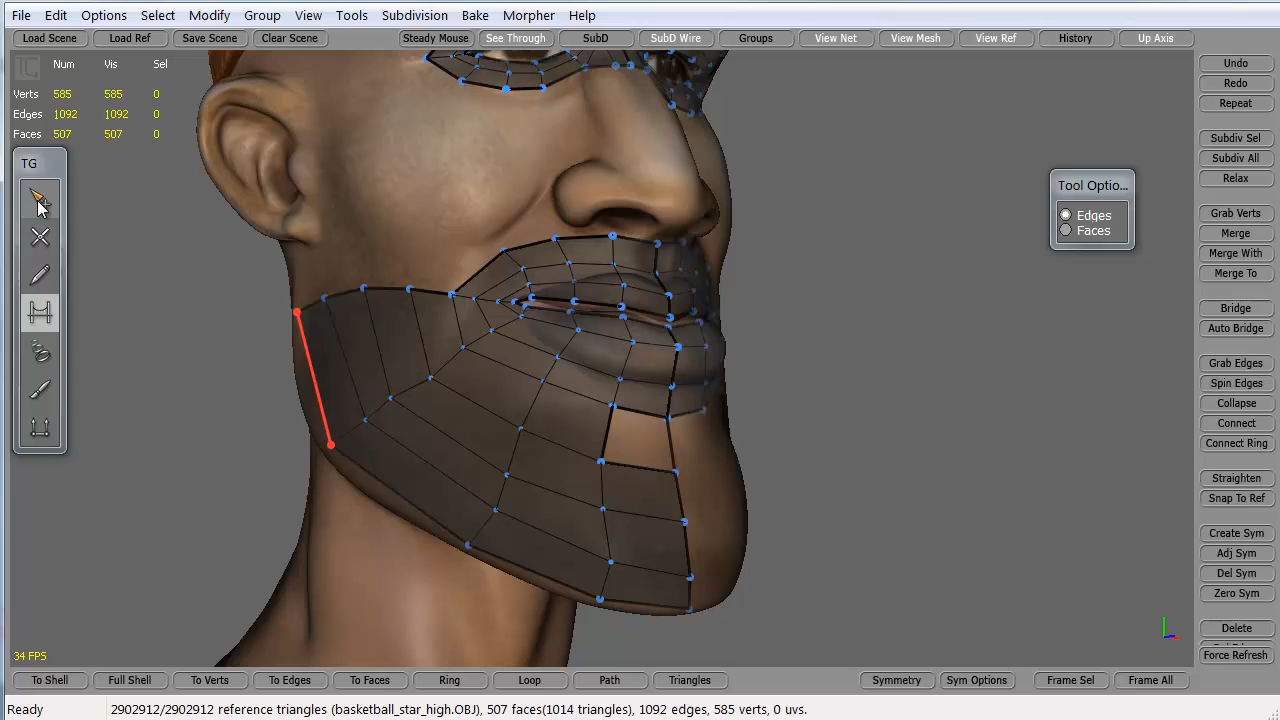 File Edit Options Select Modify Group View Tools Subdivision Bake Morpher Help
Load Scene Load Ref Save Scene Clear Scene Steady Mouse See Through SubD SubD Wire Groups View Net View Mesh View Ref History Up Axis
Num Vis Sel
Verts 585 585 0
Edges 1092 1092 0
Faces 507 507 0
TG
Tool Optio...
Edges
Faces
Undo
Redo
Repeat
Subdiv Sel
Subdiv All
Relax
Grab Verts
Merge
Merge With
Merge To
Bridge
Auto Bridge
Grab Edges
Spin Edges
Collapse
Connect
Connect Ring
Straighten
Snap To Ref
Create Sym
Adj Sym
Del Sym
Zero Sym
Delete
Force Refresh
34 FPS
To Shell Full Shell To Verts To Edges To Faces Ring Loop Path Triangles Symmetry Sym Options Frame Sel Frame All
Ready 2902912/2902912 reference triangles (basketball_star_high.OBJ), 507 faces(1014 triangles), 1092 edges, 585 verts, 0 uvs.